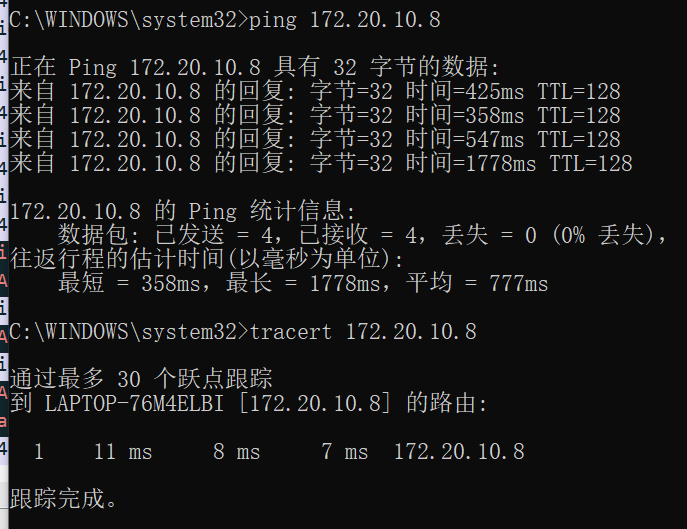 C:\WINDOWS\system32>ping 172.20.10.8
正在 Ping 172.20.10.8 具有 32 字节的数据:
来自 172.20.10.8 的回复: 字节=32 时间=425ms TTL=128
来自 172.20.10.8 的回复: 字节=32 时间=358ms TTL=128
来自 172.20.10.8 的回复: 字节=32 时间=547ms TTL=128
来自 172.20.10.8 的回复: 字节=32 时间=1778ms TTL=128
172.20.10.8 的 Ping 统计信息:
数据包: 已发送 = 4，已接收 = 4，丢失 = 0 (0% 丢失)，
往返行程的估计时间(以毫秒为单位):
最短 = 358ms，最长 = 1778ms，平均 = 777ms
C:\WINDOWS\system32>tracert 172.20.10.8
通过最多 30 个跃点跟踪
到 LAPTOP-76M4ELBI [172.20.10.8] 的路由:
1 11 ms 8 ms 7 ms 172.20.10.8
跟踪完成。